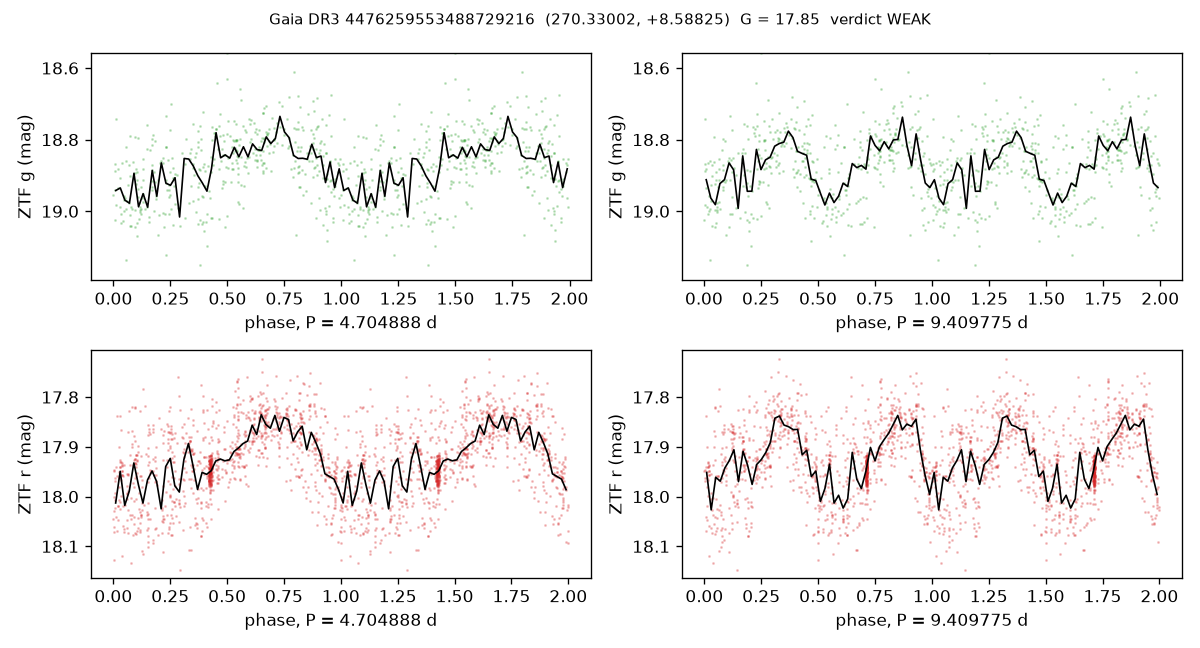 Gaia DR3 4476259553488729216  (270.33002, +8.58825)  G = 17.85  verdict WEAK
ZTF g (mag)
18.6
18.8
19.0
0.00 0.25 0.50 0.75 1.00 1.25 1.50 1.75 2.00
phase, P = 4.704888 d
ZTF g (mag)
18.6
18.8
19.0
0.00 0.25 0.50 0.75 1.00 1.25 1.50 1.75 2.00
phase, P = 9.409775 d
ZTF r (mag)
17.8
17.9
18.0
18.1
0.00 0.25 0.50 0.75 1.00 1.25 1.50 1.75 2.00
phase, P = 4.704888 d
ZTF r (mag)
17.8
17.9
18.0
18.1
0.00 0.25 0.50 0.75 1.00 1.25 1.50 1.75 2.00
phase, P = 9.409775 d